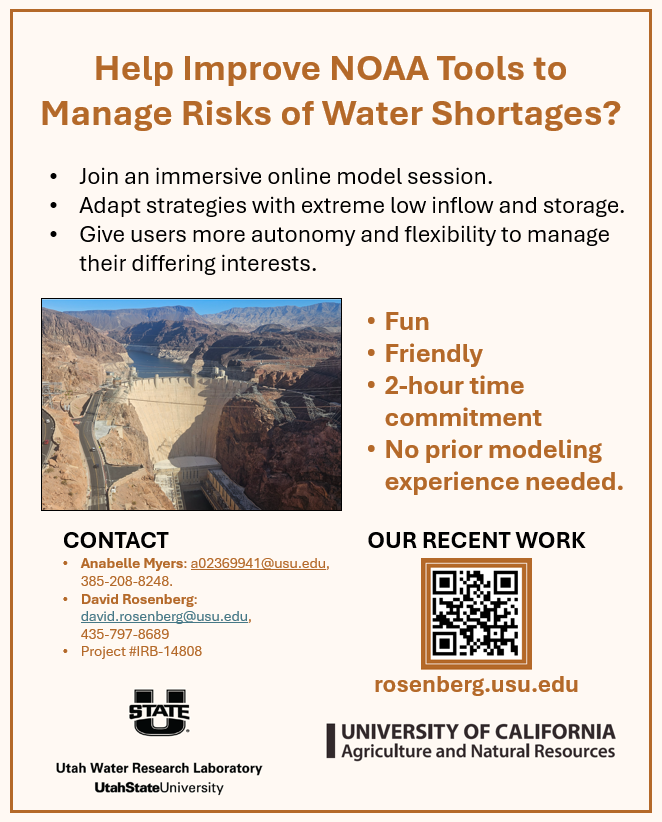 Help Improve NOAA Tools to
Manage Risks of Water Shortages?
• Join an immersive online model session.
• Adapt strategies with extreme low inflow and storage.
• Give users more autonomy and flexibility to manage
their differing interests.
• Fun
• Friendly
• 2-hour time
commitment
• No prior modeling
experience needed.
CONTACT
• Anabelle Myers: a02369941@usu.edu,
385-208-8248.
• David Rosenberg:
david.rosenberg@usu.edu,
435-797-8689
• Project #IRB-14808
OUR RECENT WORK
rosenberg.usu.edu
U STATE
Utah Water Research Laboratory
UtahStateUniversity
UNIVERSITY OF CALIFORNIA
Agriculture and Natural Resources